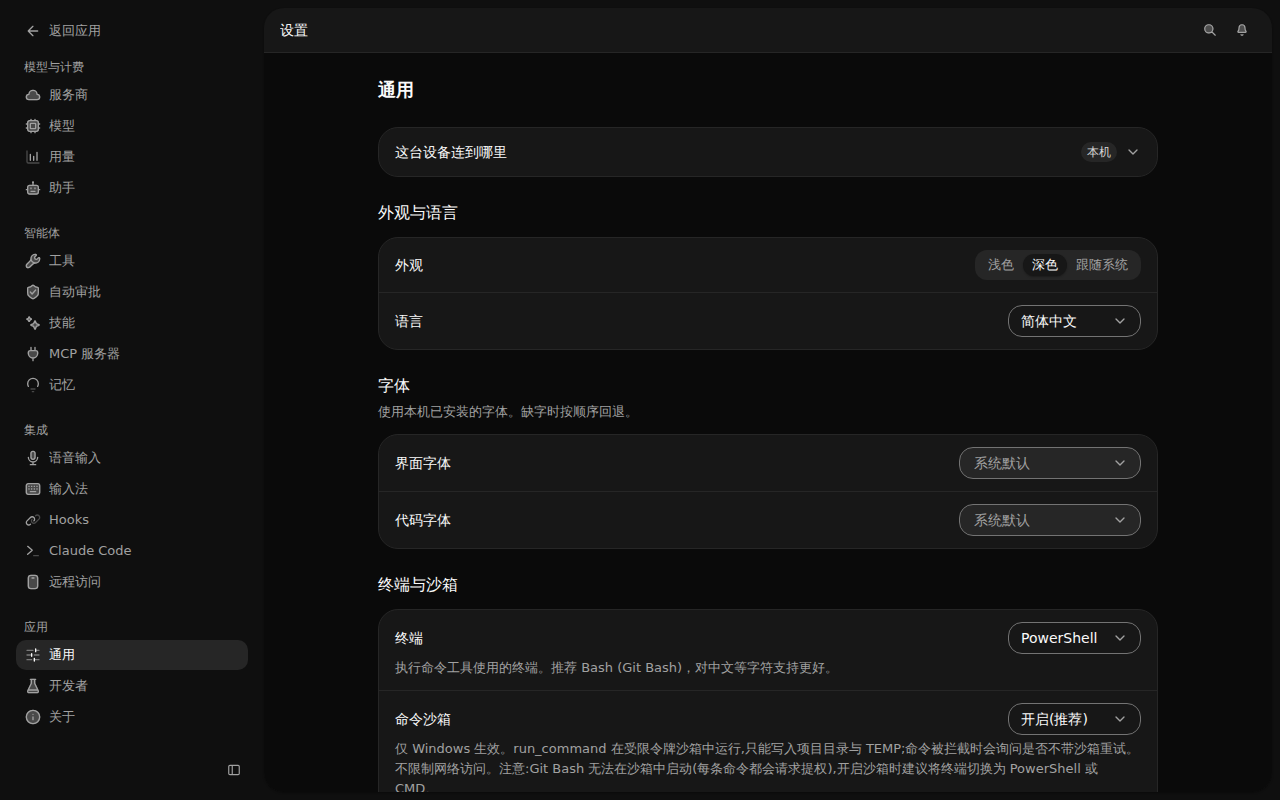 返回应用
模型与计费
服务商
模型
用量
助手
智能体
工具
自动审批
技能
MCP 服务器
记忆
集成
语音输入
输入法
Hooks
Claude Code
远程访问
应用
通用
开发者
关于
设置
通用
这台设备连到哪里 本机
外观与语言
外观 浅色 深色 跟随系统
语言 简体中文
字体
使用本机已安装的字体。缺字时按顺序回退。
界面字体 系统默认
代码字体 系统默认
终端与沙箱
终端 PowerShell
执行命令工具使用的终端。推荐 Bash (Git Bash)，对中文等字符支持更好。
命令沙箱 开启(推荐)
仅 Windows 生效。run_command 在受限令牌沙箱中运行,只能写入项目目录与 TEMP;命令被拦截时会询问是否不带沙箱重试。
不限制网络访问。注意:Git Bash 无法在沙箱中启动(每条命令都会请求提权),开启沙箱时建议将终端切换为 PowerShell 或
CMD